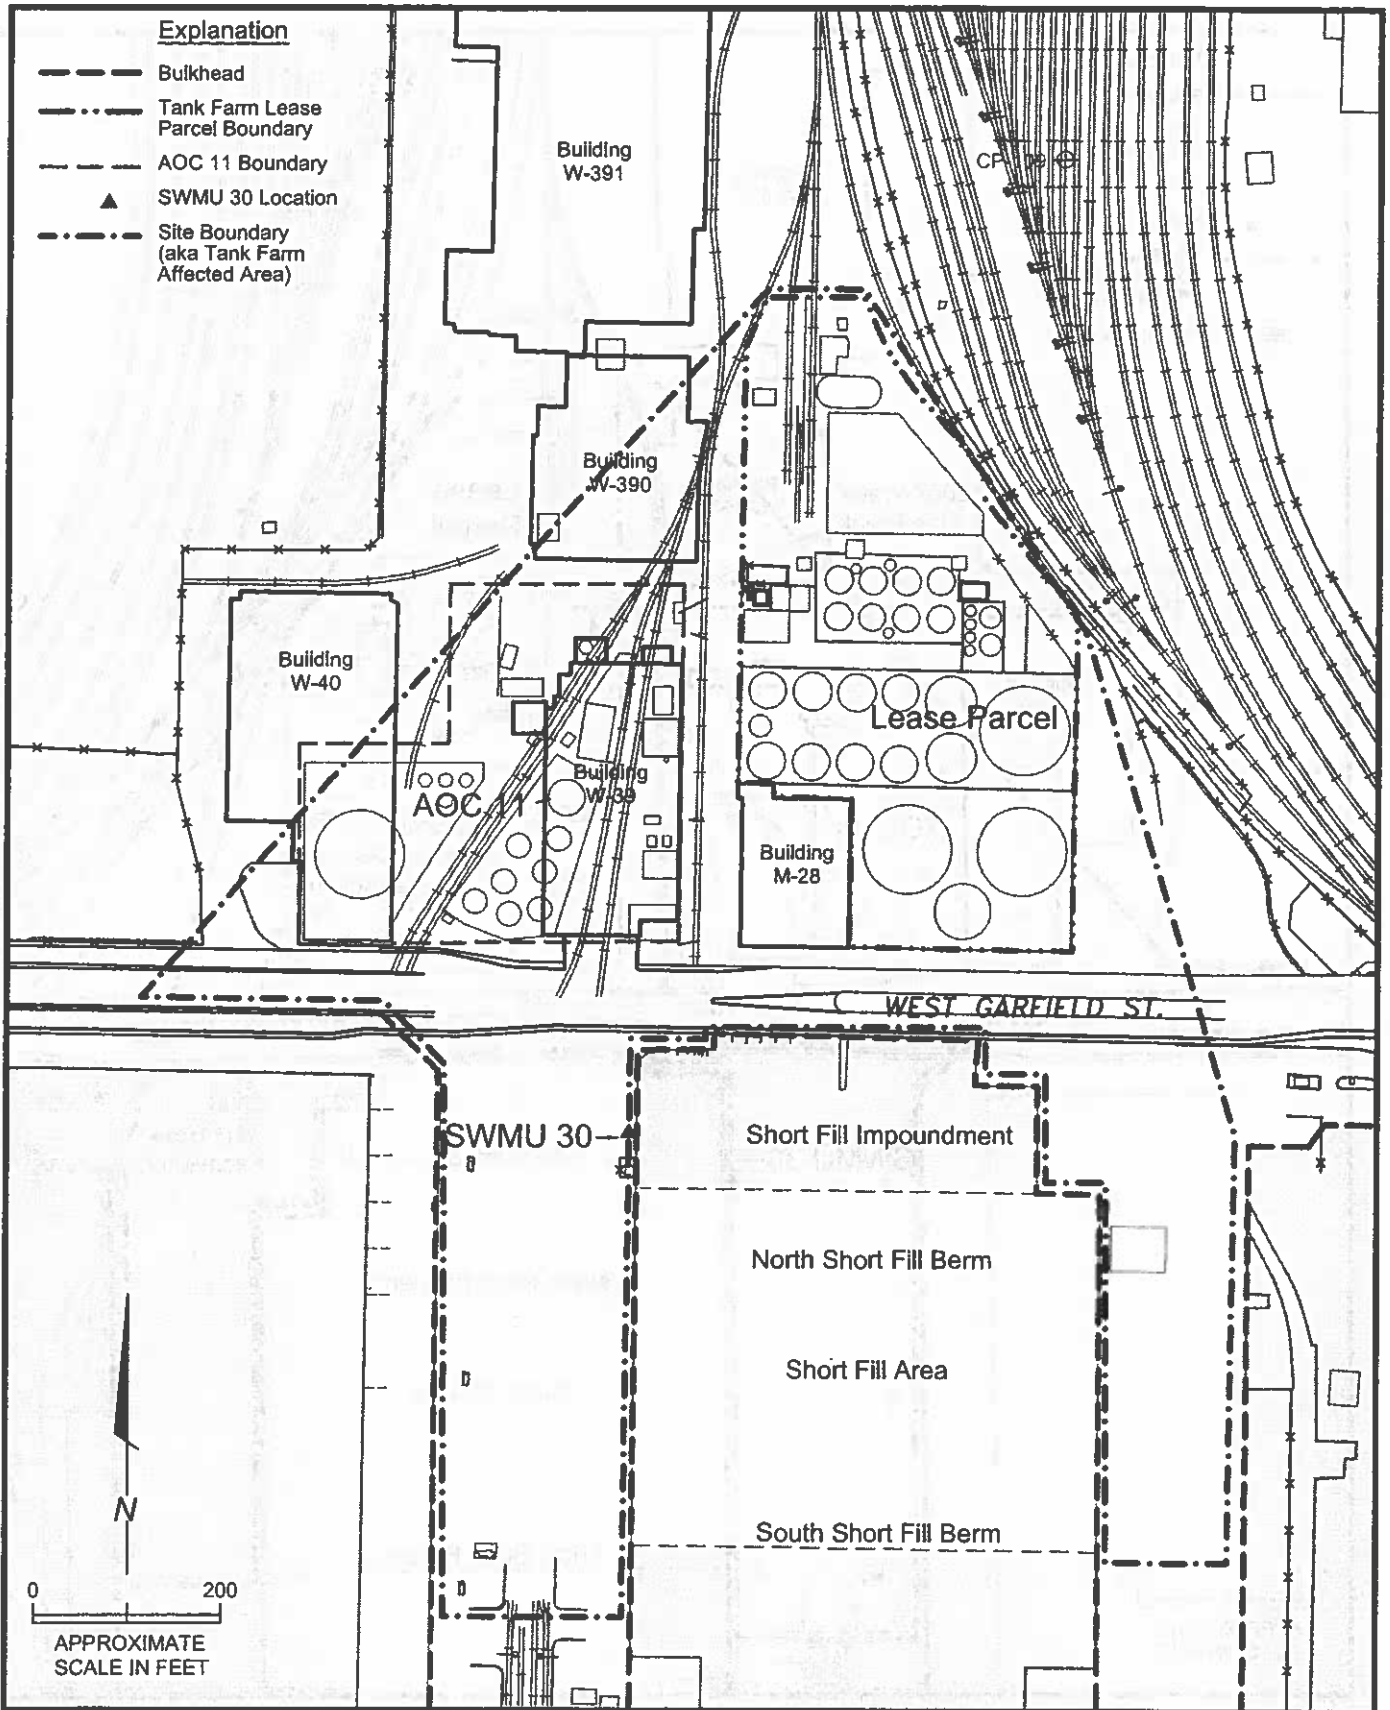 Explanation
Bulkhead
Tank Farm Lease
Parcel Boundary
AOC 11 Boundary
SWMU 30 Location
Site Boundary
(aka Tank Farm
Affected Area)
Building
W-391
Building
W-390
Building
W-40
Lease Parcel
AOC 11
Building
W-39
Building
M-28
WEST GARFIELD ST.
SWMU 30
Short Fill Impoundment
North Short Fill Berm
Short Fill Area
South Short Fill Berm
N
0 200
APPROXIMATE
SCALE IN FEET